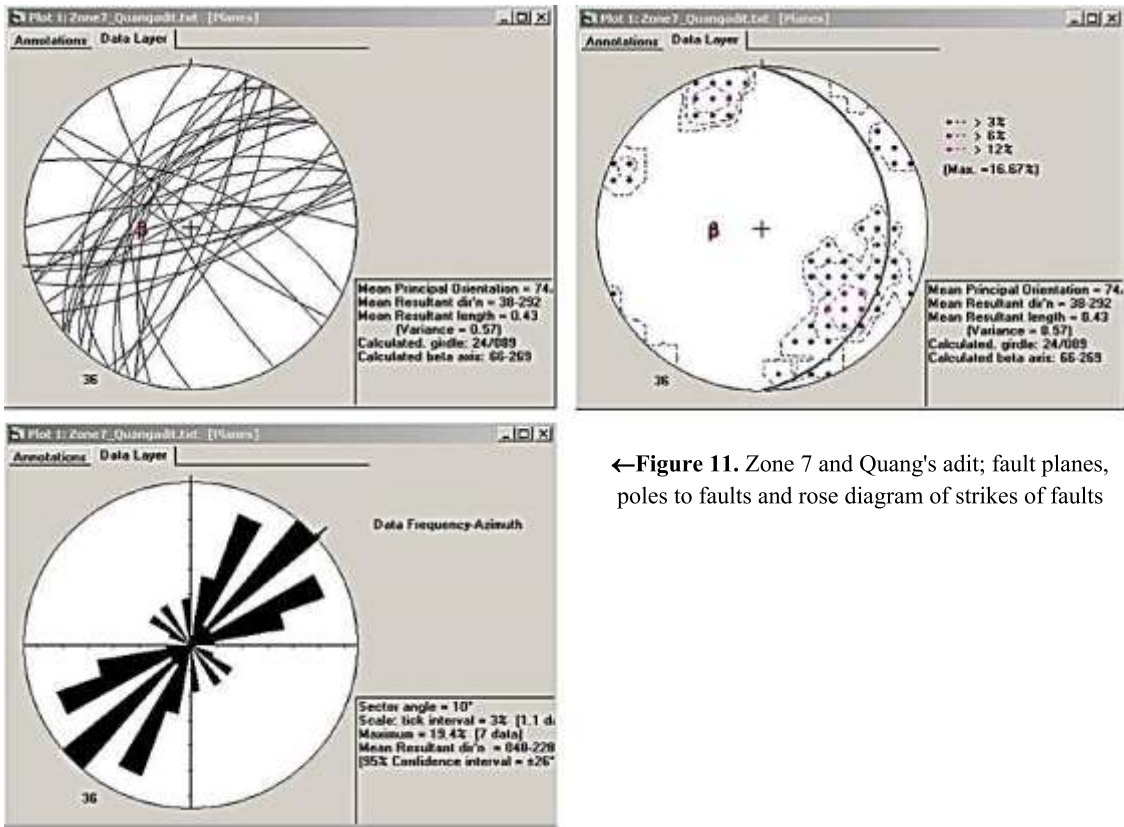 Plot 1: Zone7_Quangadit.txt [Planes]
Annotations Data Layer
β
36
Mean Principal Orientation = 74.
Mean Resultant dir'n = 38-292
Mean Resultant length = 0.43
(Variance = 0.57)
Calculated. girdle: 24/089
Calculated beta axis: 66-269
Plot 1: Zone7_Quangadit.txt [Planes]
Annotations Data Layer
β
36
> 3%
> 6%
> 12%
(Max. =16.67%)
Mean Principal Orientation = 74.
Mean Resultant dir'n = 38-292
Mean Resultant length = 0.43
(Variance = 0.57)
Calculated. girdle: 24/089
Calculated beta axis: 66-269
Plot 1: Zone7_Quangadit.txt [Planes]
Annotations Data Layer
Data Frequency-Azimuth
36
Sector angle = 10°
Scale: tick interval = 3% [1.1 d
Maximum = 19.4% [7 data]
Mean Resultant dir'n = 048-228
[95% Confidence interval = ±26°
←Figure 11. Zone 7 and Quang's adit; fault planes,
poles to faults and rose diagram of strikes of faults